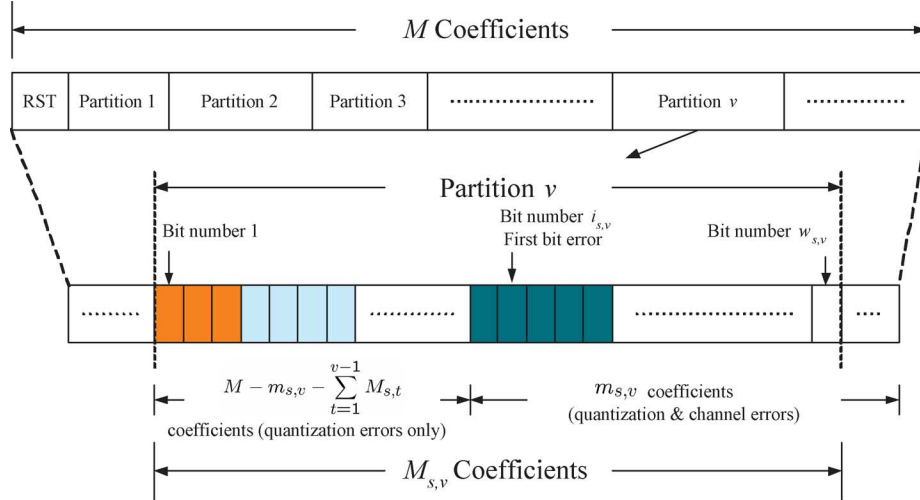 M Coefficients
RST Partition 1 Partition 2 Partition 3 ........................ Partition v ..............
Partition v
Bit number 1
Bit number i_{s,v}
First bit error
Bit number w_{s,v}
.......... .............. ........................ ....
M − m_{s,v} − \sum_{t=1}^{v−1} M_{s,t}
coefficients (quantization errors only)
m_{s,v} coefficients
(quantization & channel errors)
M_{s,v} Coefficients